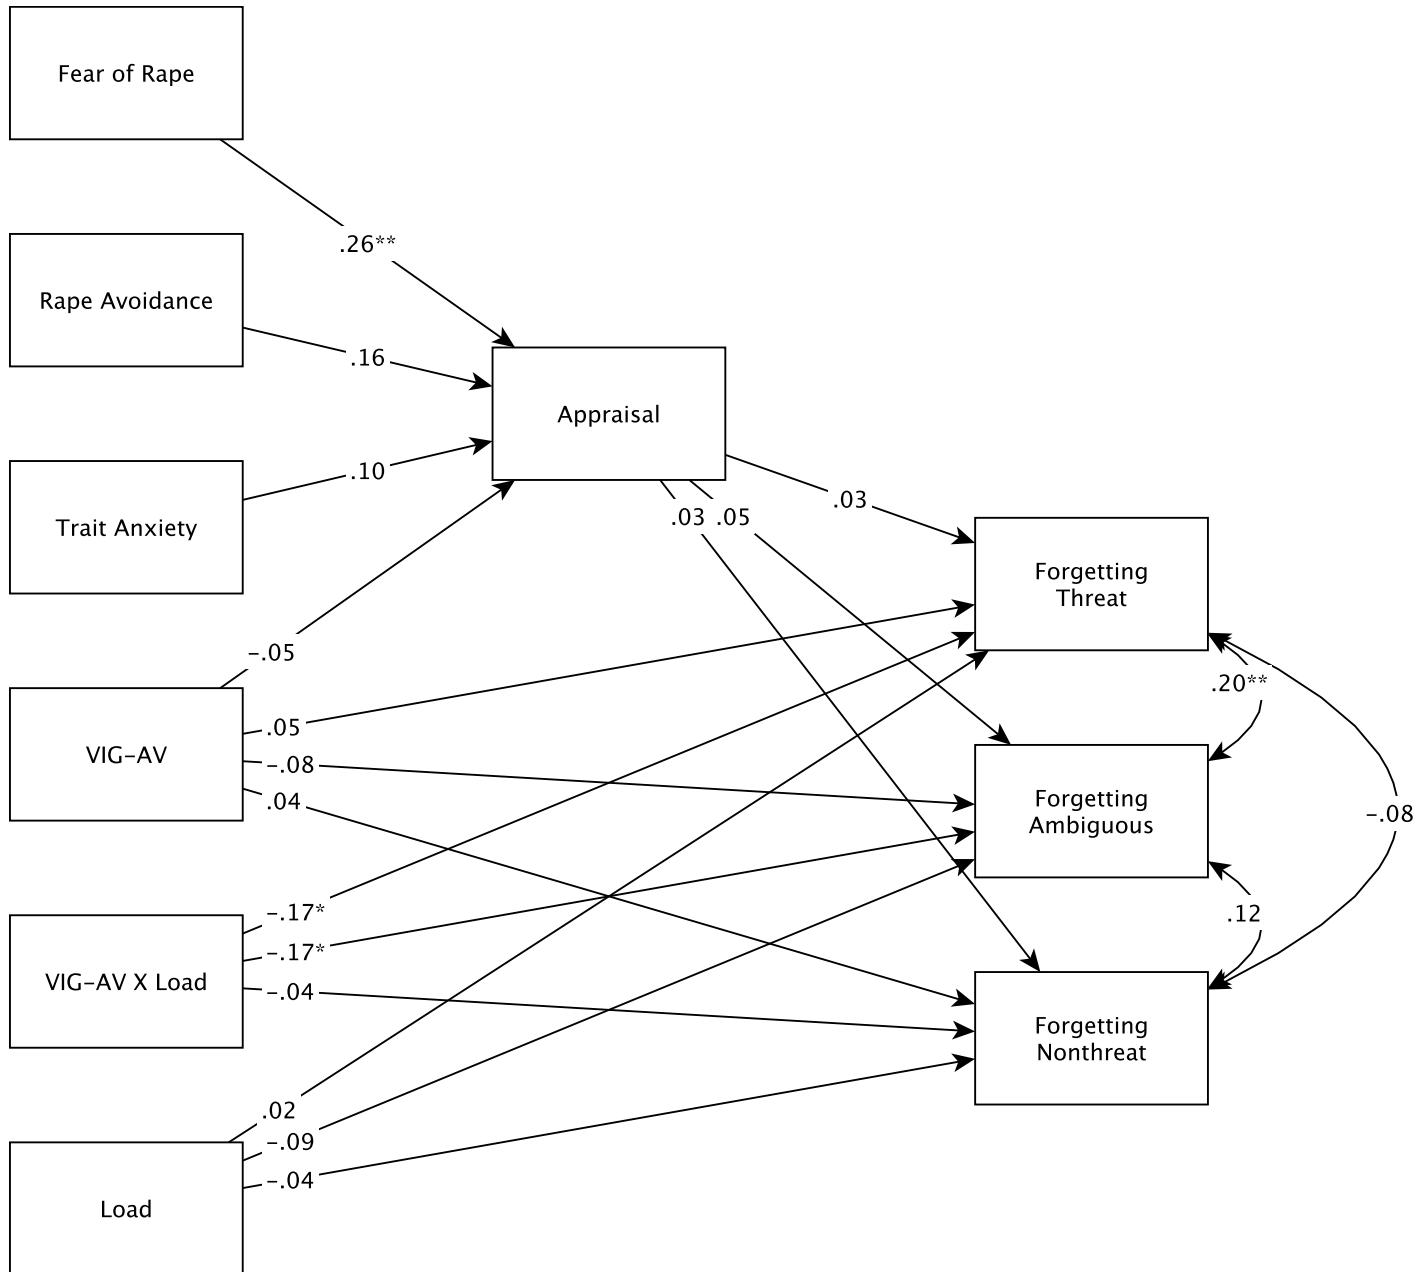 Fear of Rape
.26**
Rape Avoidance
.16
Appraisal
.10
Trait Anxiety
.03
.03
.05
Forgetting
Threat
-.05
.20**
.05
VIG-AV
-.08
.04
Forgetting
Ambiguous
-.08
-.17*
.12
-.17*
VIG-AV X Load
-.04
Forgetting
Nonthreat
.02
-.09
-.04
Load